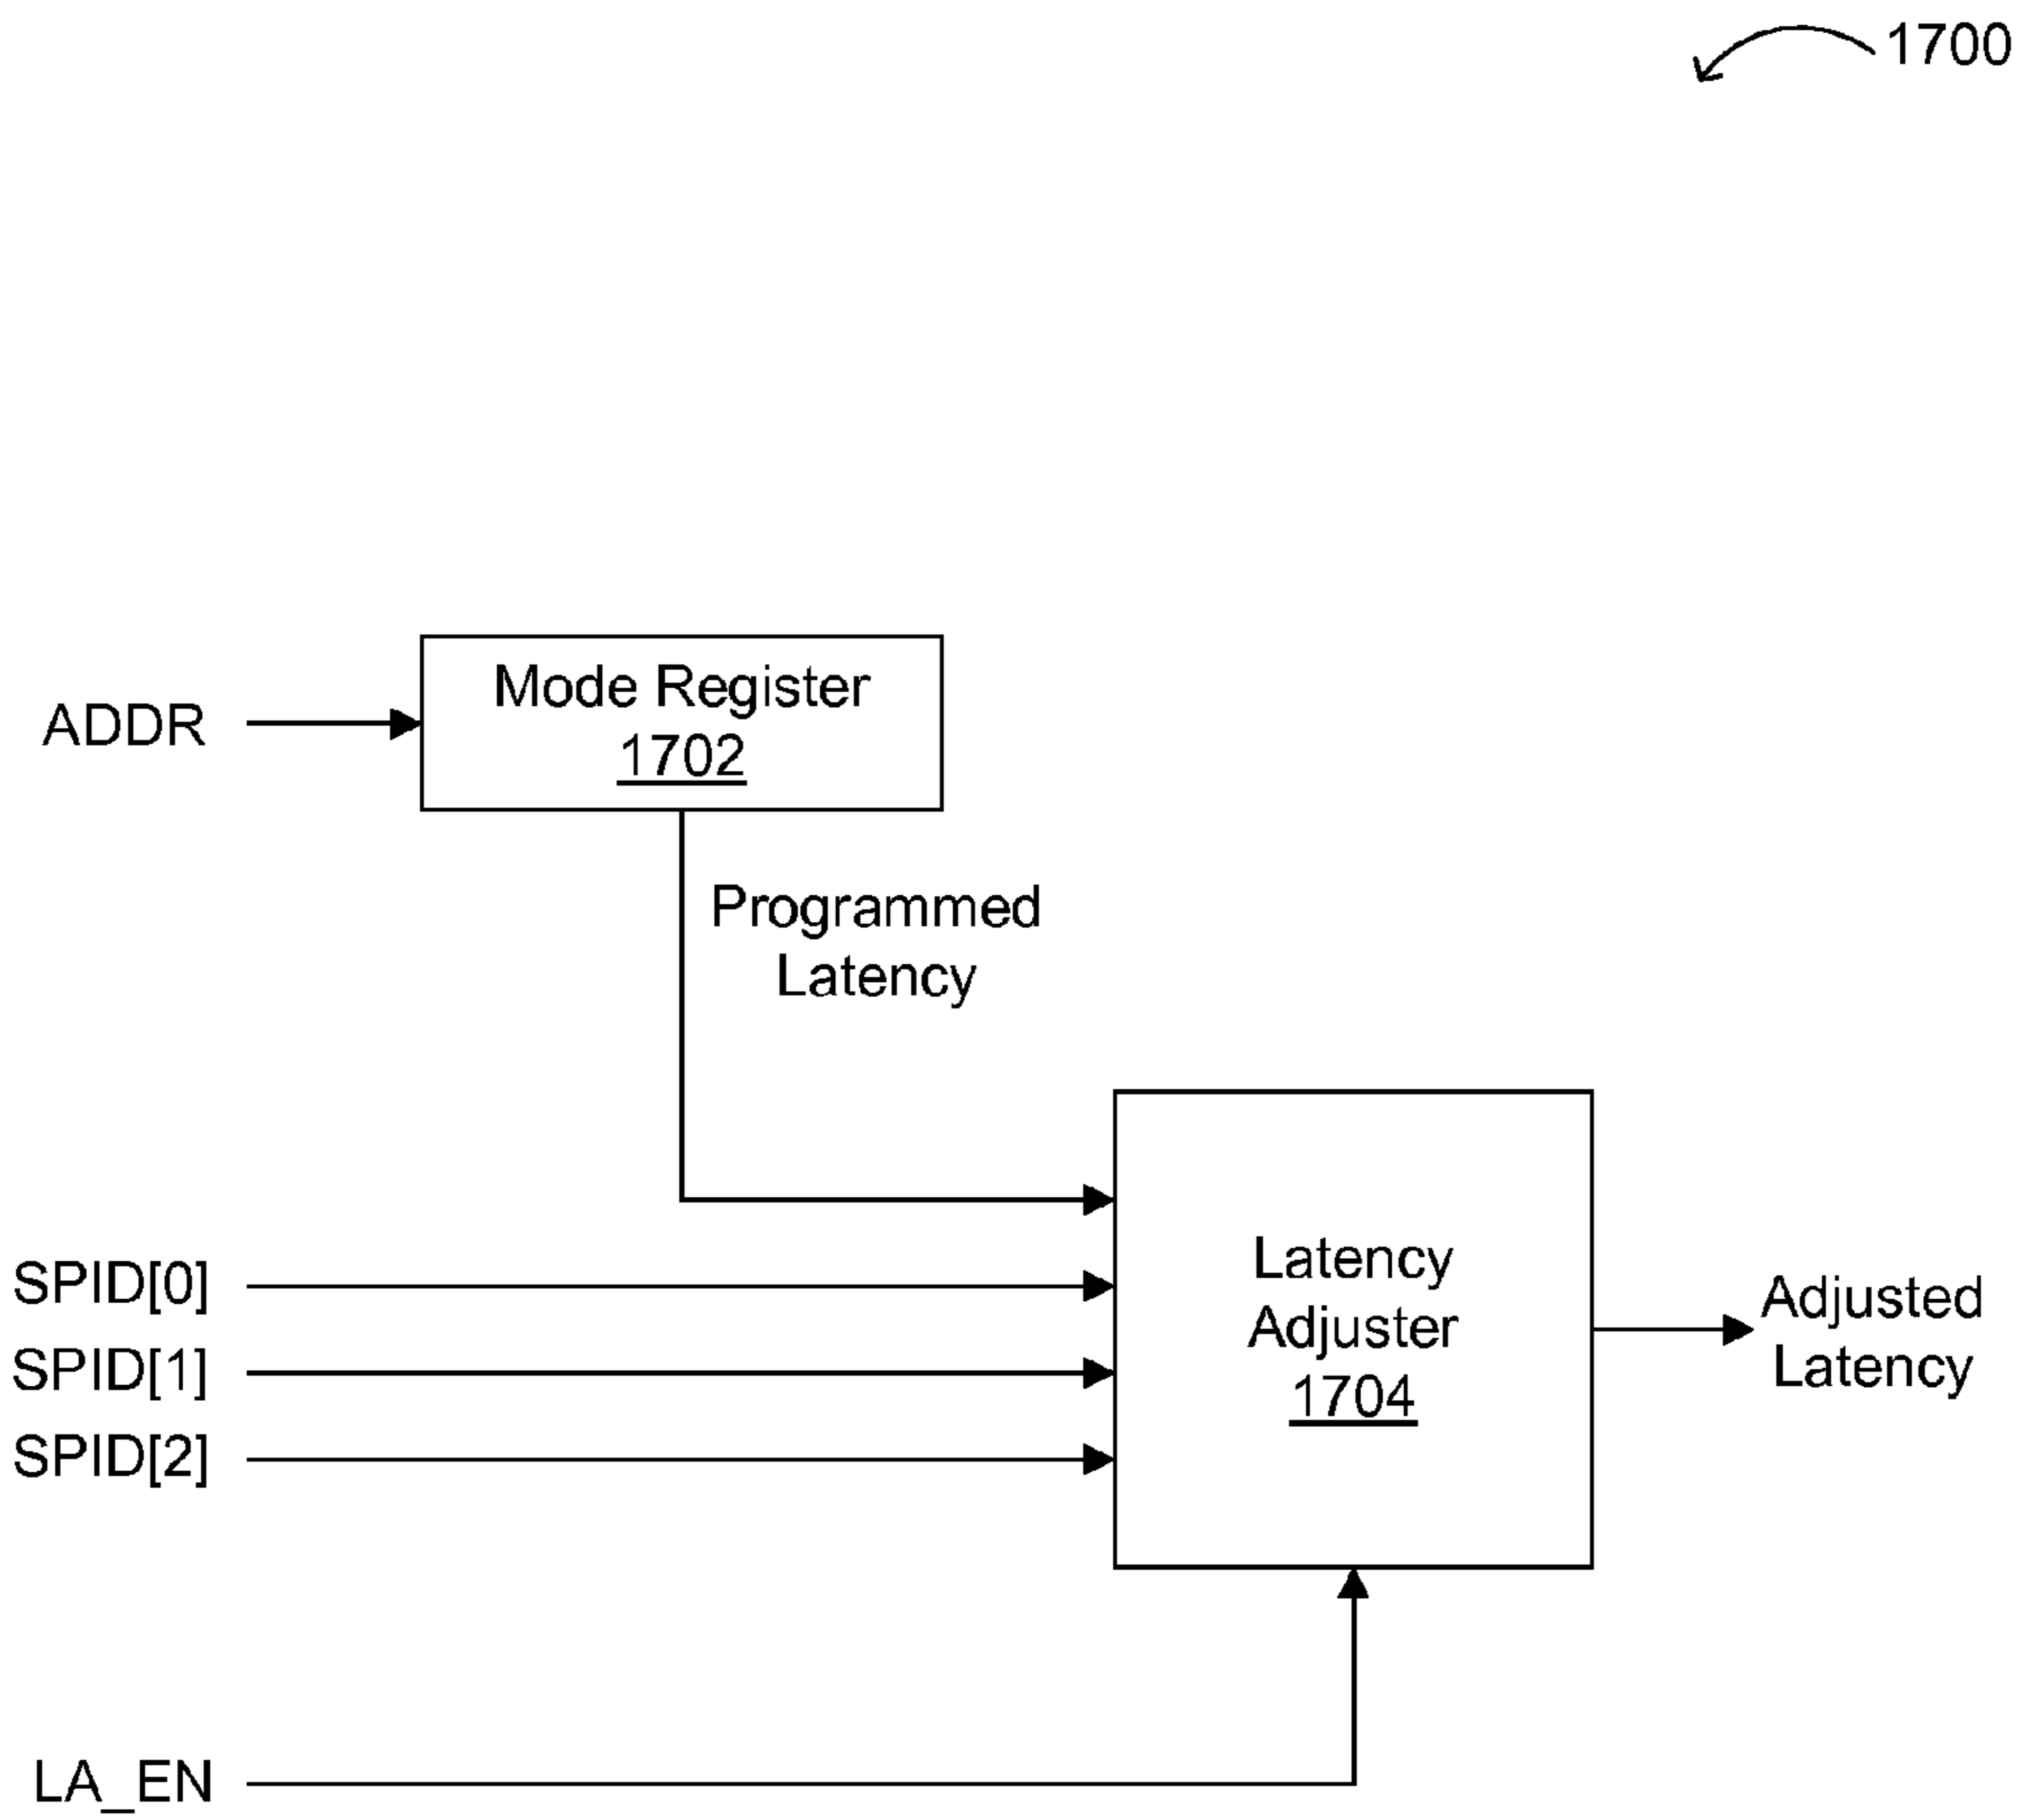 1700
ADDR
Mode Register
1702
Programmed
Latency
SPID[0]
SPID[1]
SPID[2]
Latency
Adjuster
1704
Adjusted
Latency
LA_EN